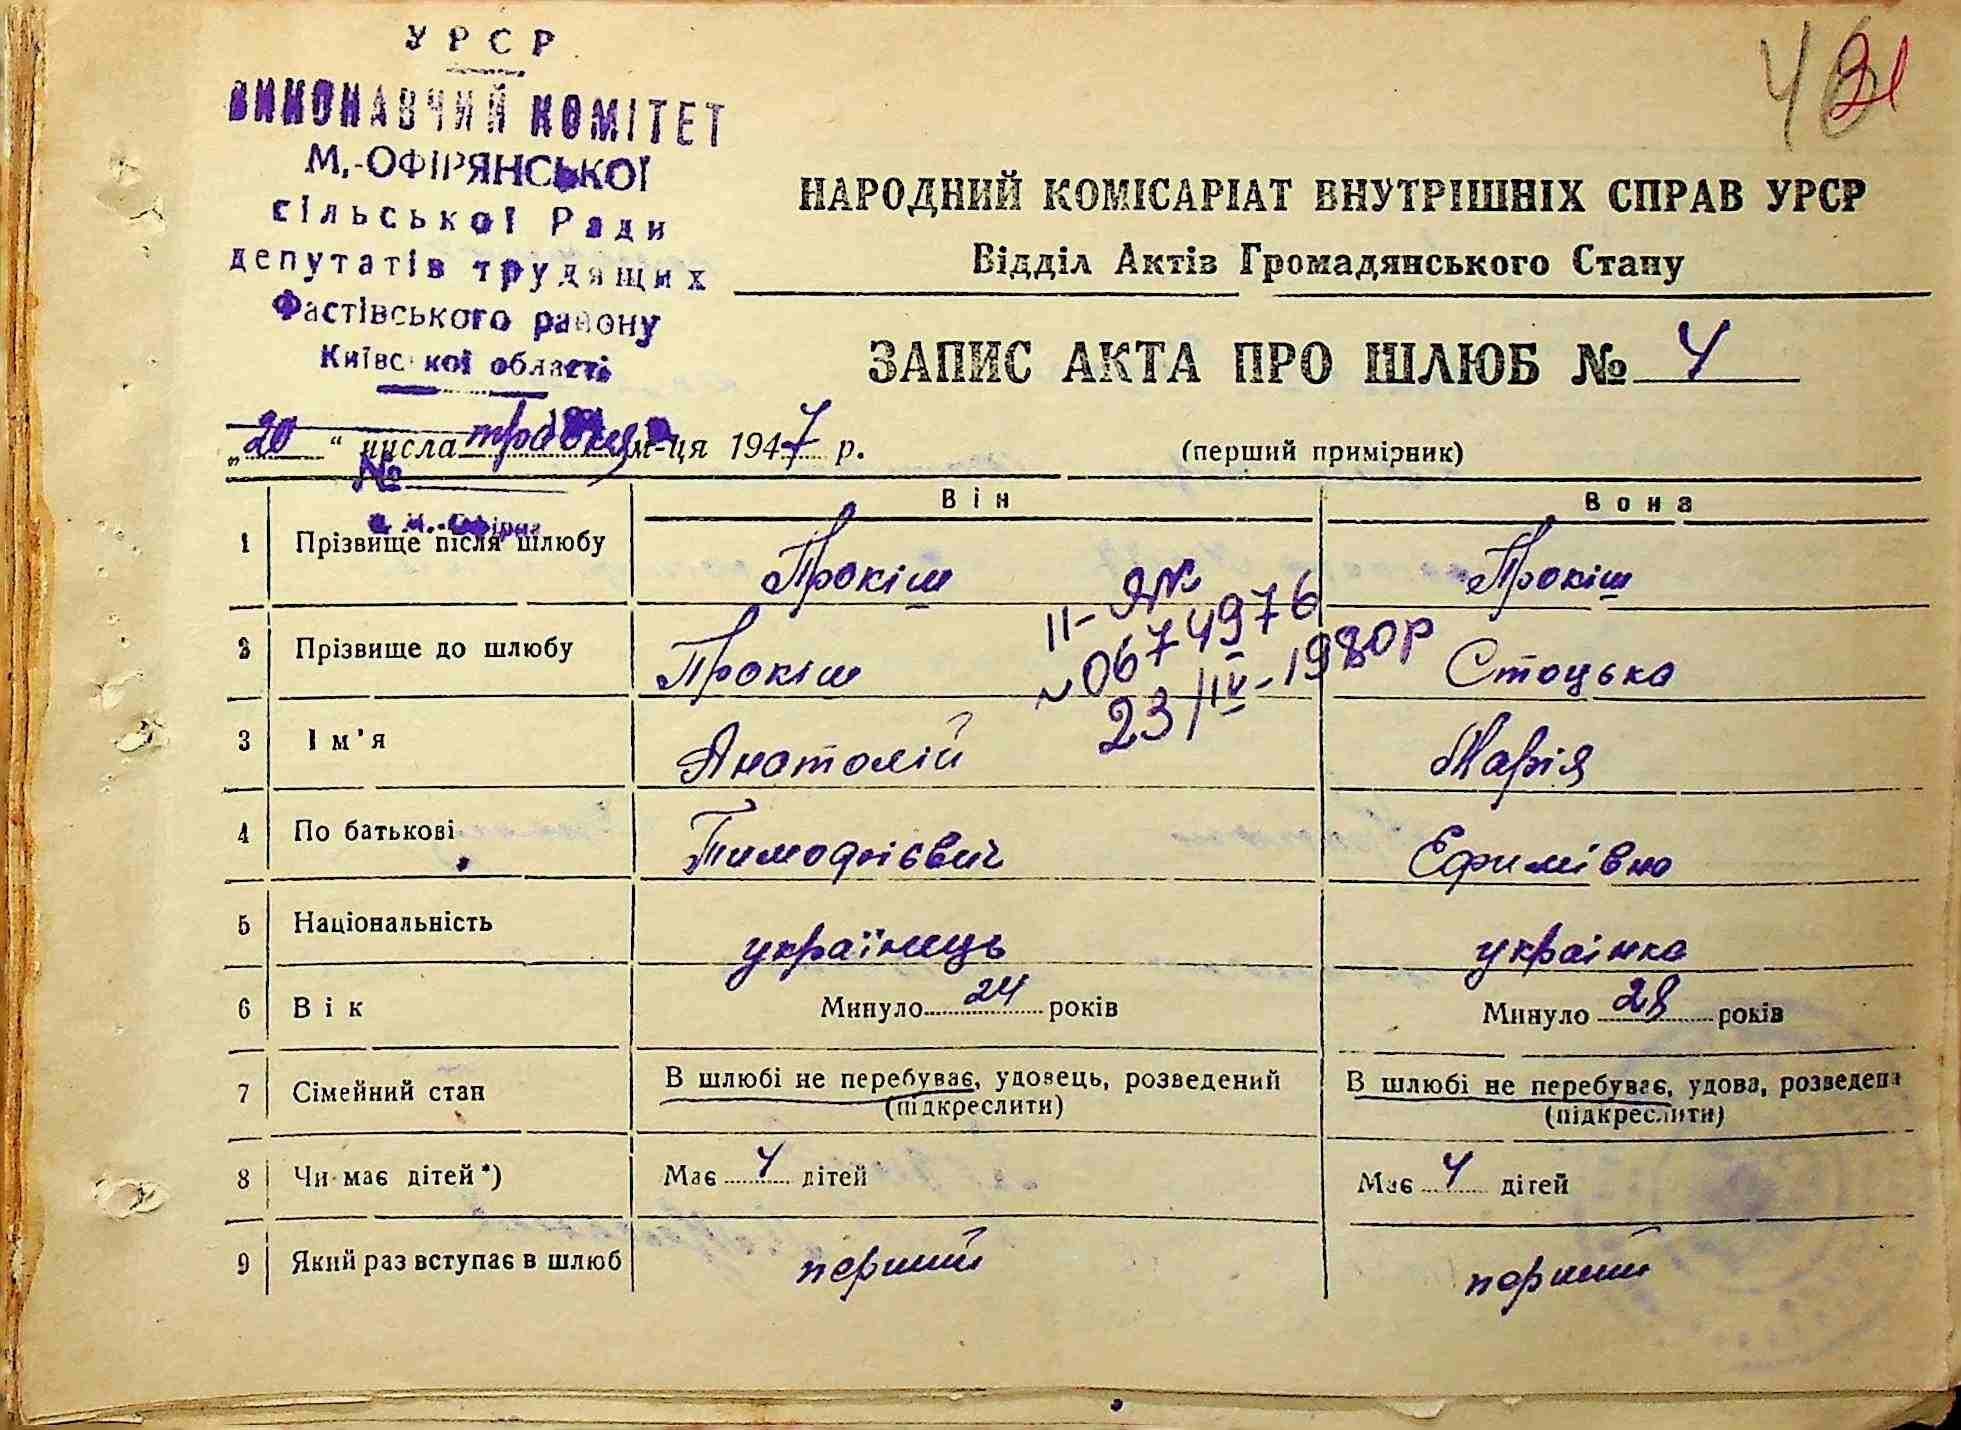 УРСР
ВИКОНАВЧИЙ КОМІТЕТ
М.-ОФІРЯНСЬКОЇ
сільської Ради
депутатів трудящих
Фастівського району
Київської області
№
46
21
НАРОДНИЙ КОМІСАРІАТ ВНУТРІШНІХ СПРАВ УРСР
Відділ Актів Громадянського Стану
ЗАПИС АКТА ПРО ШЛЮБ № 4
„20“ числа травня м-ця 1947 р.
(перший примірник)
Він Вона
1 Прізвище після шлюбу Прокіш Прокіш
ІІ-ЯК
№ 0674976
23/IV-1980р
2 Прізвище до шлюбу Прокіш Стоцька
3 Ім'я Анатолій Марія
4 По батькові Тимофієвич Ефимівна
5 Національність українець українка
6 Вік Минуло 24 років Минуло 28 років
7 Сімейний стан В шлюбі не перебуває, удовець, розведений (підкреслити) В шлюбі не перебуває, удова, розведена (підкреслити)
8 Чи має дітей*) Має 4 дітей Має 4 дітей
9 Який раз вступає в шлюб перший перший